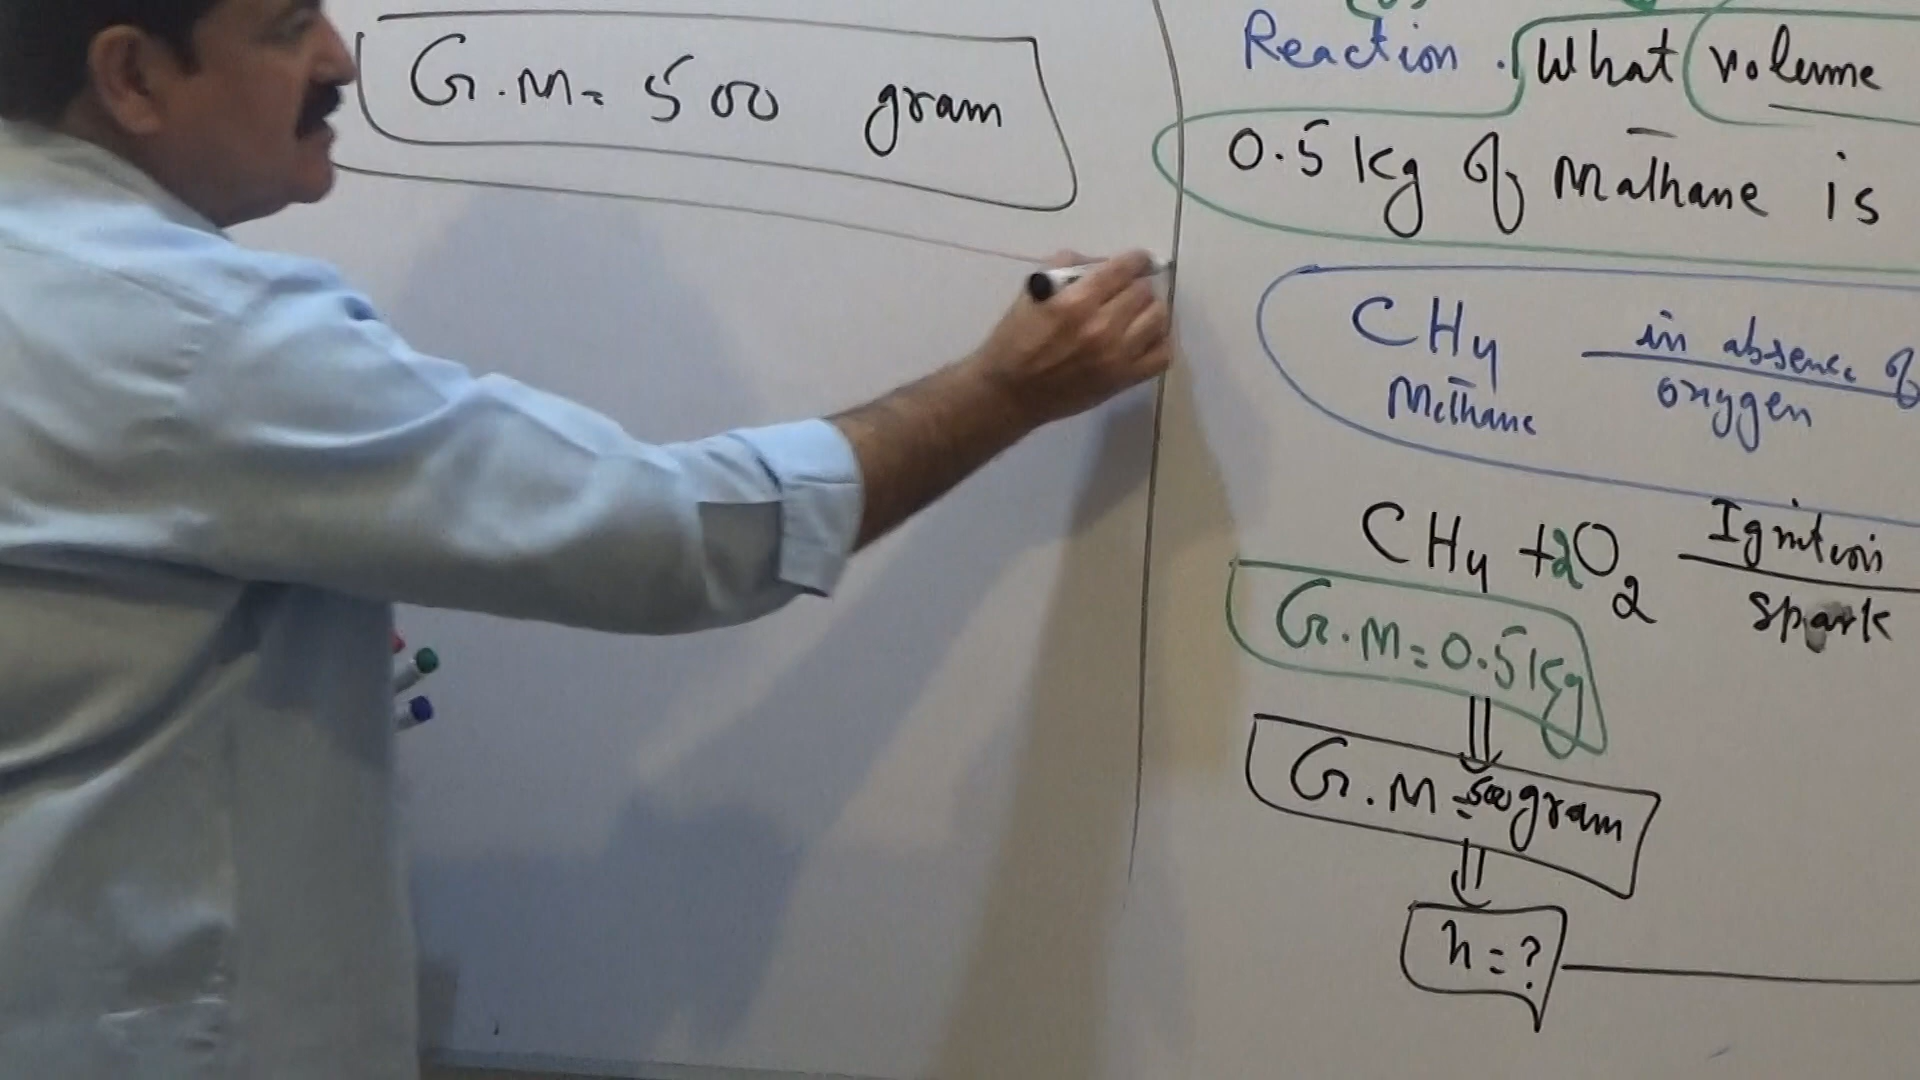 G.M = 500 gram
Reaction. What volume
0.5 kg of Mathane is
CH4 in absence of
Methane oxygen
CH4 + 2O2 Ignition
spark
G.M = 0.5 kg
G.M = 500 gram
n = ?